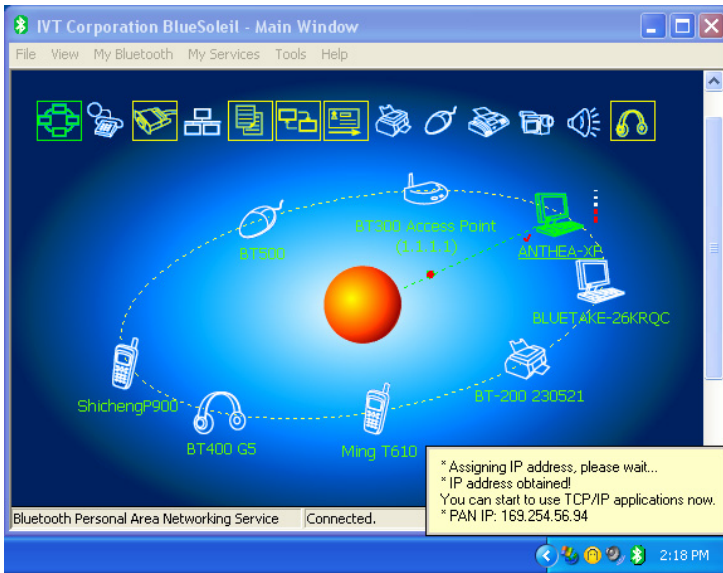 IVT Corporation BlueSoleil - Main Window
File View My Bluetooth My Services Tools Help
BT300 Access Point
(1.1.1.1)
BT500
ANTHEA-XP
BLUETAKE-26KRQC
BT-200 230521
ShichengP900
BT400 G5
Ming T610
* Assigning IP address, please wait...
* IP address obtained!
You can start to use TCP/IP applications now.
* PAN IP: 169.254.56.94
Bluetooth Personal Area Networking Service Connected.
2:18 PM